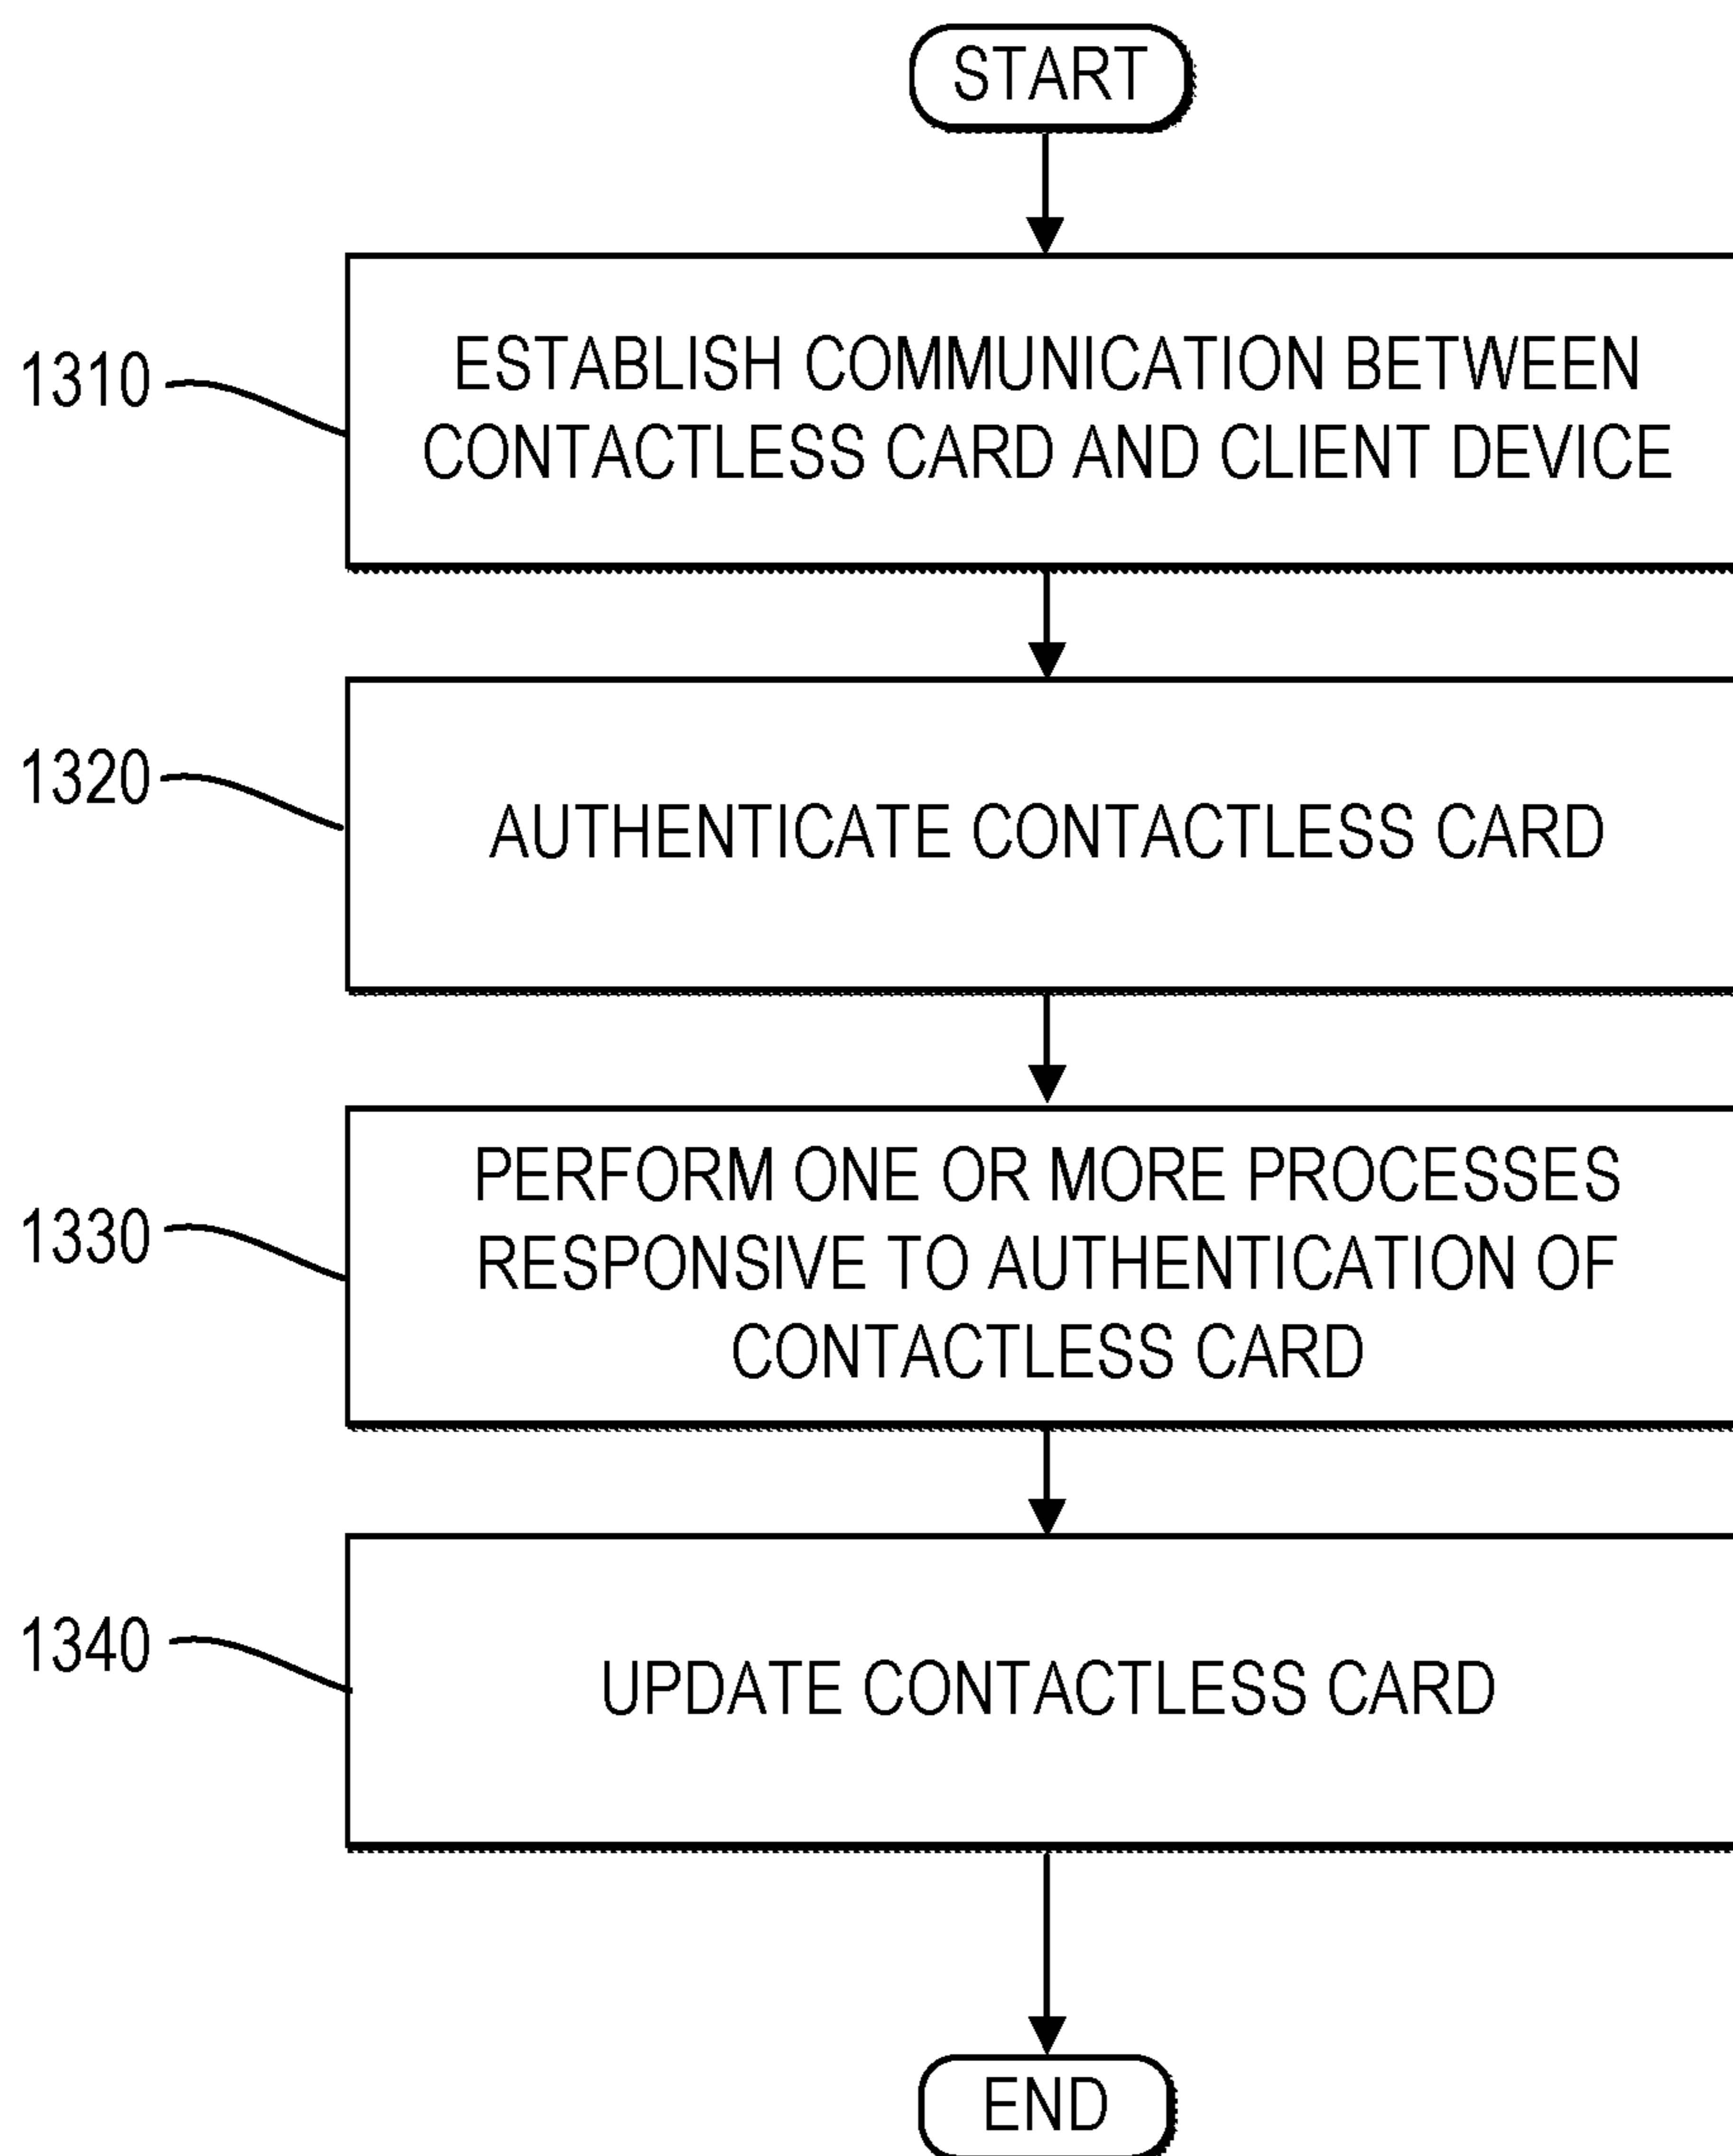 START
1310
ESTABLISH COMMUNICATION BETWEEN
CONTACTLESS CARD AND CLIENT DEVICE
1320
AUTHENTICATE CONTACTLESS CARD
1330
PERFORM ONE OR MORE PROCESSES
RESPONSIVE TO AUTHENTICATION OF
CONTACTLESS CARD
1340
UPDATE CONTACTLESS CARD
END